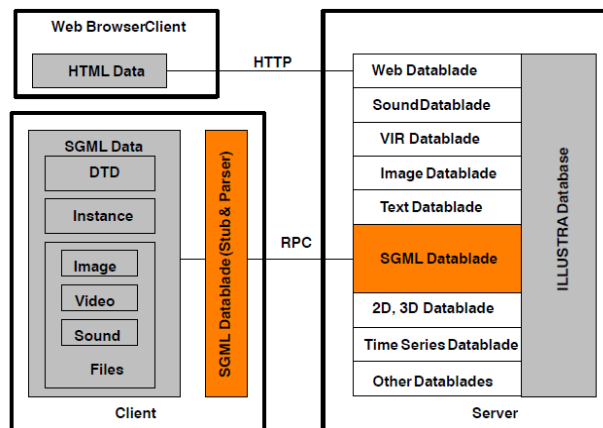 Web BrowserClient
HTML Data
HTTP
SGML Data
DTD
Instance
Image
Video
Sound
Files
SGML Datablade (Stub & Parser)
RPC
Client
Web Datablade
SoundDatablade
VIR Datablade
Image Datablade
Text Datablade
SGML Datablade
2D, 3D Datablade
Time Series Datablade
Other Datablades
ILLUSTRA Database
Server